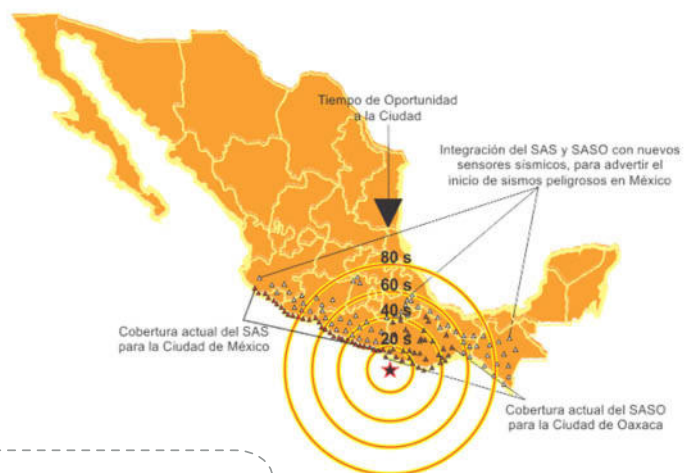 Tiempo de Oportunidad
a la Ciudad
Integración del SAS y SASO con nuevos
sensores sísmicos, para advertir el
inicio de sismos peligrosos en México
80 s
60 s
40 s
20 s
Cobertura actual del SAS
para la Ciudad de México
Cobertura actual del SASO
para la Ciudad de Oaxaca